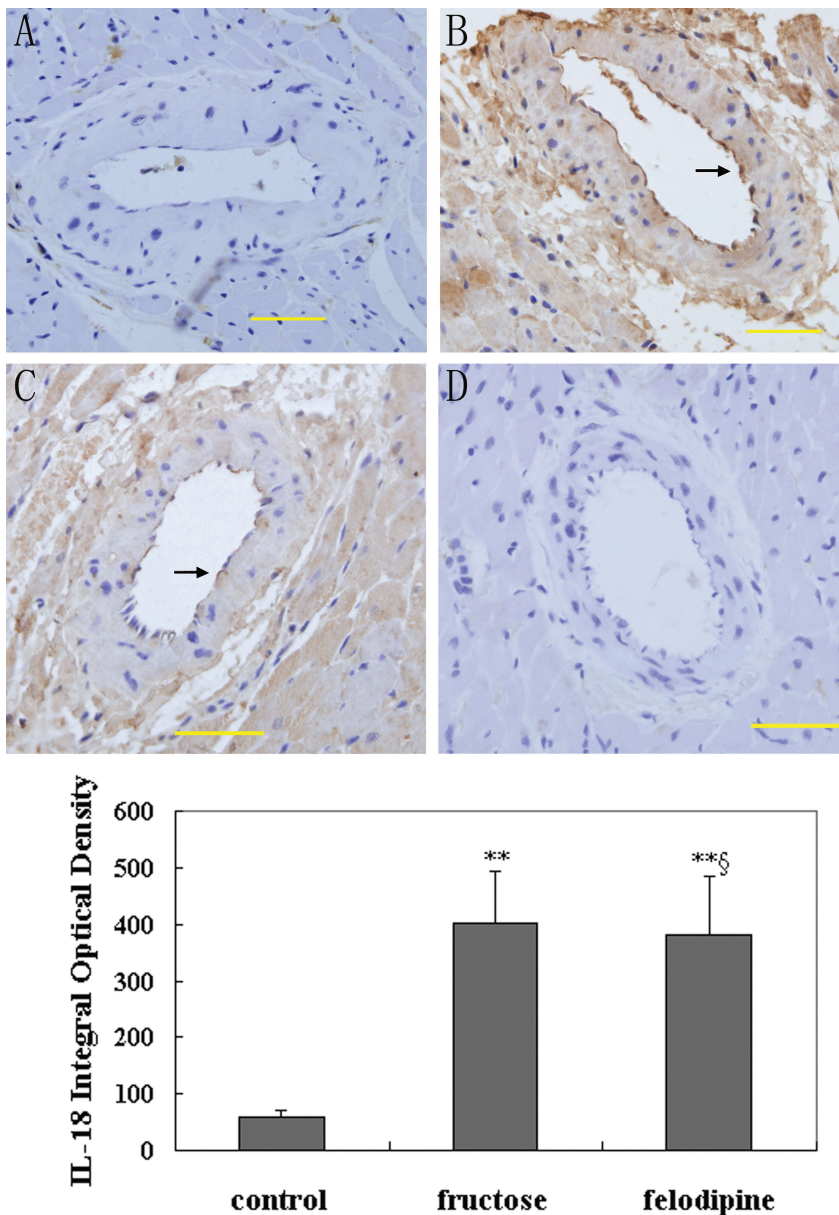 A
B
C
D
IL-18 Integral Optical Density
600
500
400
300
200
100
0
**
**§
control
fructose
felodipine